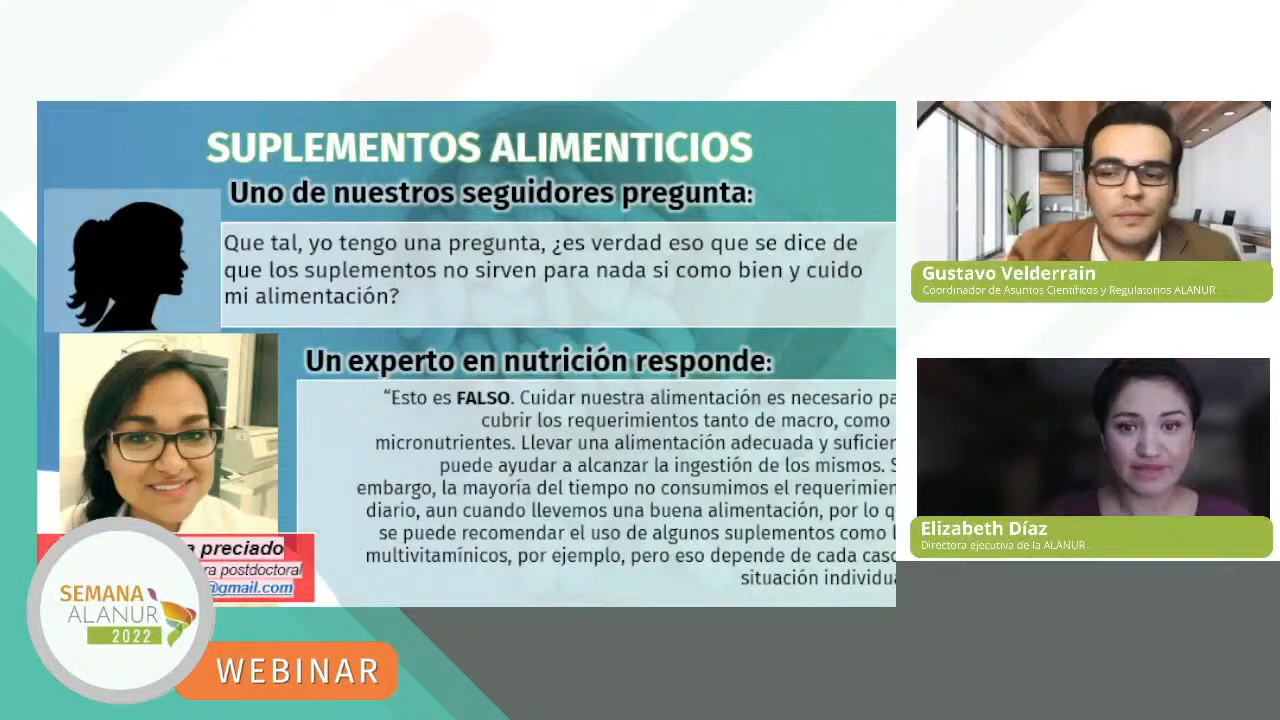 SUPLEMENTOS ALIMENTICIOS
Uno de nuestros seguidores pregunta:
Que tal, yo tengo una pregunta, ¿es verdad eso que se dice de
que los suplementos no sirven para nada si como bien y cuido
mi alimentación?
Un experto en nutrición responde:
“Esto es FALSO. Cuidar nuestra alimentación es necesario pa
cubrir los requerimientos tanto de macro, como
micronutrientes. Llevar una alimentación adecuada y suficien
puede ayudar a alcanzar la ingestión de los mismos. S
embargo, la mayoría del tiempo no consumimos el requerimien
diario, aun cuando llevemos una buena alimentación, por lo q
se puede recomendar el uso de algunos suplementos como l
multivitamínicos, por ejemplo, pero eso depende de cada caso
situación individua
a preciado
ra postdoctoral
@gmail.com
SEMANA
ALANUR
2022
WEBINAR
Gustavo Velderrain
Coordinador de Asuntos Científicos y Regulatorios ALANUR
Elizabeth Díaz
Directora ejecutiva de la ALANUR